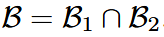 ℬ = ℬ₁ ∩ ℬ₂.